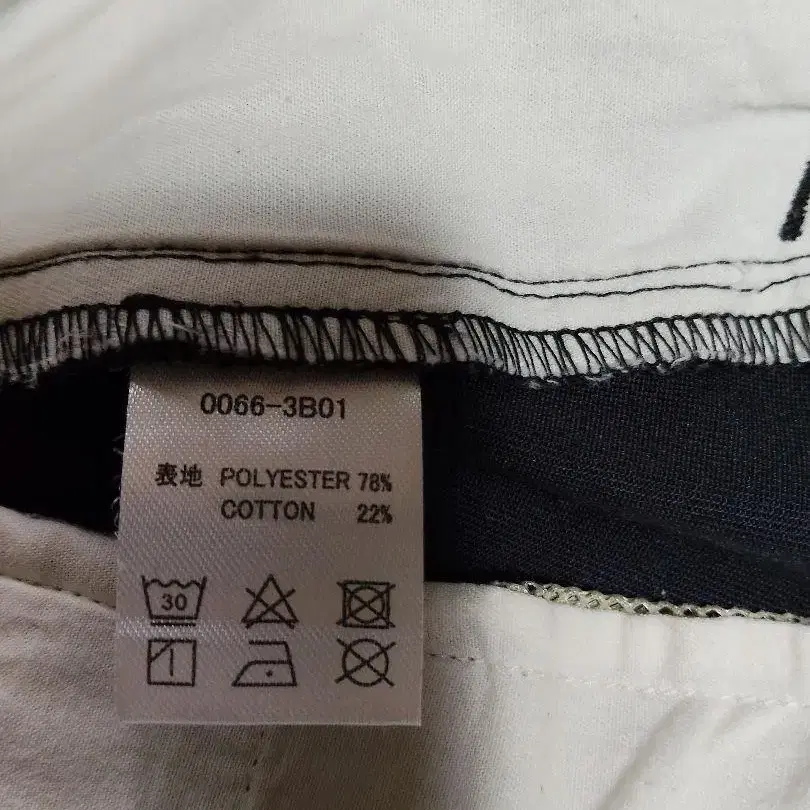 0066-3B01
表地 POLYESTER 78%
COTTON 22%
30